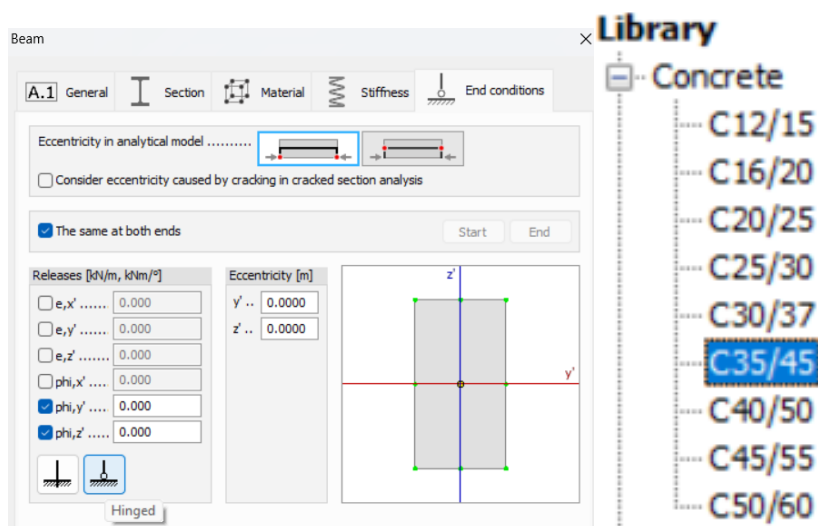 Beam
A.1 General Section Material Stiffness End conditions
Eccentricity in analytical model ..........
Consider eccentricity caused by cracking in cracked section analysis
The same at both ends Start End
Releases [kN/m, kNm/°]
e,x' ....... 0.000
e,y' ....... 0.000
e,z' ....... 0.000
phi,x' ..... 0.000
phi,y' ..... 0.000
phi,z' ..... 0.000
Hinged
Eccentricity [m]
y' .. 0.0000
z' .. 0.0000
z'
y'
Library
Concrete
C12/15
C16/20
C20/25
C25/30
C30/37
C35/45
C40/50
C45/55
C50/60